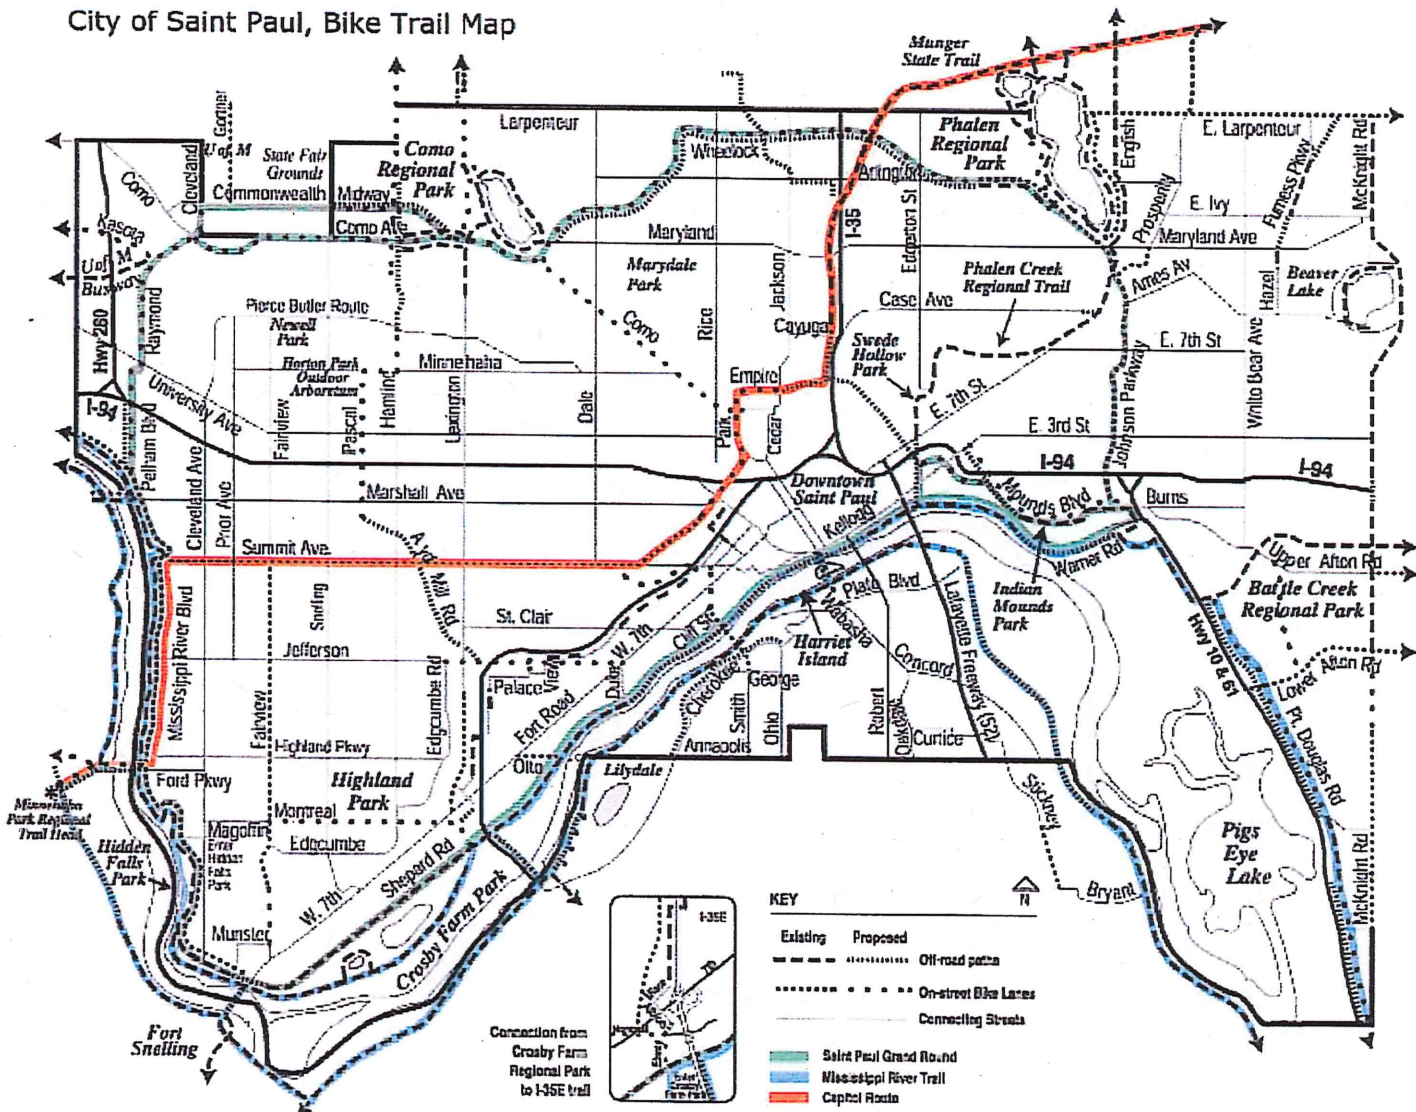 City of Saint Paul, Bike Trail Map
Munger
State Trail
Larpenteur
E. Larpenteur
Cleveland
U of M
State Fair
Grounds
Como
Regional
Park
Wheelock
Phalen
Regional
Park
English
Prosperity
Furness Pkwy
McKnight Rd
Como
Commonwealth
Midway
Como Ave
Arlington
Edgerton St
I-35
E. Ivy
Maryland
Maryland Ave
Kasota
U of M
Busway
Raymond
Hwy 280
Marydale
Park
Como
Rice
Jackson
Cayuga
Phalen Creek
Regional Trail
Case Ave
Ames Av
Hazel
Beaver
Lake
Pierce Butler Route
Newell
Park
Minnehaha
Horton Park
Outdoor
Arboretum
Swede
Hollow
Park
E. 7th St
E. 7th St
Johnson Parkway
Empire
I-94
University Ave
Fairview
Pascal
Lexington
Dale
Park
Cedar
E. 3rd St
Pelham Blvd
Cleveland Ave
Prior Ave
Marshall Ave
Downtown
Saint Paul
I-94
I-94
Mounds Blvd
Burns
Kellogg
Summit Ave
Warner Rd
Upper Afton Rd
Battle Creek
Regional Park
Mississippi River Blvd
St. Clair
W. 7th
Cliff St
Plato Blvd
Wabasha
Lafayette Freeway (52)
Indian
Mounds
Park
Harriet
Island
Hwy 10 & 61
Lower Afton Rd
Jefferson
Edgcumbe Rd
Palace
View
Fort Road
Cherokee
George
Smith
Ohio
Concord
Robert
Curtice
Annapolis
Fairview
Highland Pkwy
Highland
Park
Otto
Lilydale
Stickney
Pt. Douglas Rd
Ford Pkwy
Minnehaha
Park Regional
Trail Head
Montreal
Hidden
Falls
Park
Magoffin
Edgcumbe
Shepard Rd
W. 7th
Munster
Crosby Farm Park
Pigs
Eye
Lake
Bryant
McKnight Rd
Fort
Snelling
I-35E
Connection from
Crosby Farm
Regional Park
to I-35E trail
KEY
N
Existing Proposed
Off-road paths
On-street Bike Lanes
Connecting Streets
Saint Paul Grand Round
Mississippi River Trail
Capitol Route